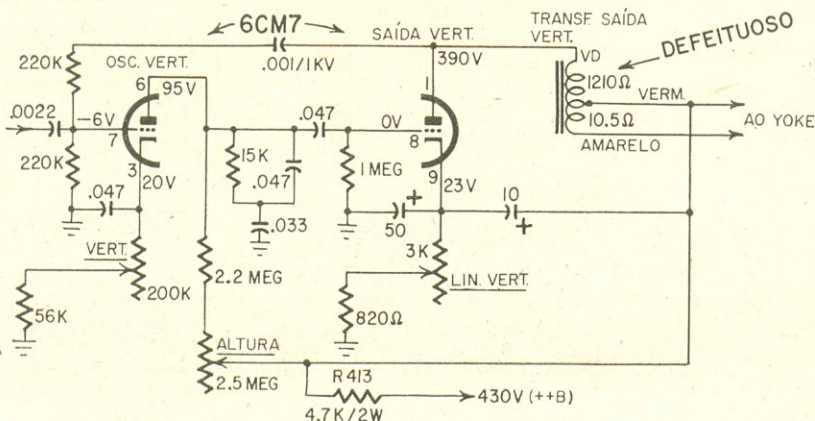 6CM7
TRANSF. SAÍDA
VERT.
SAÍDA VERT.
DEFEITUOSO
220K
OSC. VERT.
.001/1KV
390V
VD
6
95V
1
1210Ω
VERM.
.0022
-6V
7
.047
0V
8
10.5Ω
AO YOKE
AMARELO
220K
3
20V
15K
.047
1 MEG
9
23V
.047
.033
50
+
10
+
VERT.
200K
2.2 MEG
3K
LIN. VERT.
56K
820Ω
ALTURA
2.5 MEG
R413
4.7K/2W
430V (++B)